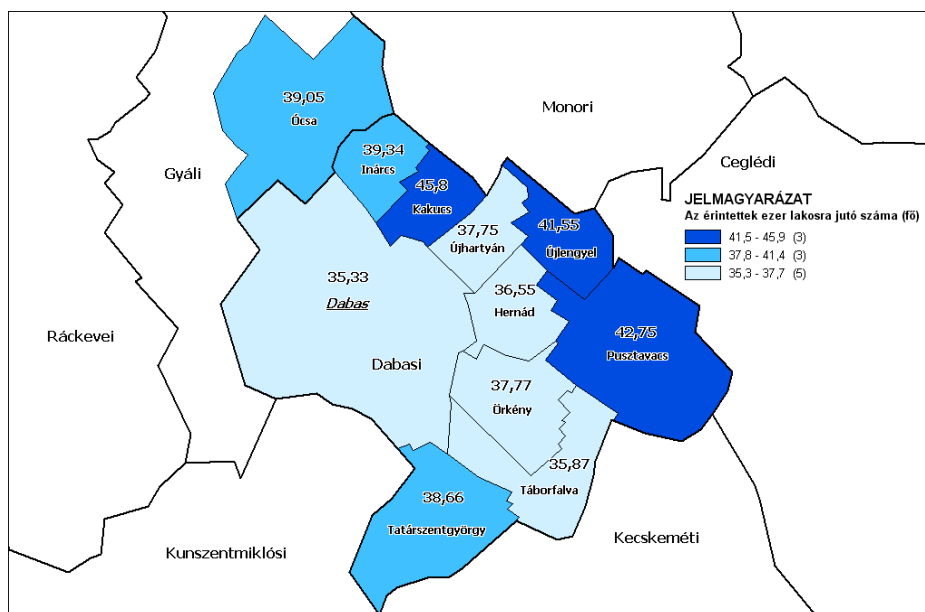 39,05
Ócsa
Monori
39,34
Inárcs
Ceglédi
Gyáli
45,8
Kakucs
JELMAGYARÁZAT
Az érintettek ezer lakosra jutó száma (fő)
41,5 - 45,9 (3)
37,8 - 41,4 (3)
35,3 - 37,7 (5)
37,75
Újhartyán
41,55
Újlengyel
35,33
Dabas
36,55
Hernád
Ráckevei
42,75
Pusztavacs
Dabasi
37,77
Örkény
35,87
Táborfalva
38,66
Tatárszentgyörgy
Kunszentmiklósi
Kecskeméti